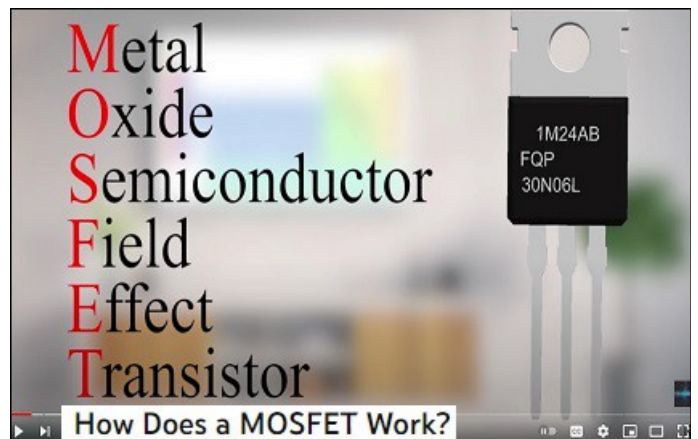 Metal
Oxide
Semiconductor
Field
Effect
Transistor
1M24AB
FQP
30N06L
How Does a MOSFET Work?